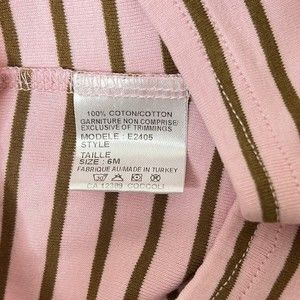 100% COTON/COTTON
GARNITURE NON COMPRISE/
EXCLUSIVE OF TRIMMINGS
MODELE : E2405
STYLE
TAILLE
SIZE : 6M
FABRIQUE AU/MADE IN TURKEY
CA 12389 COCCOLI